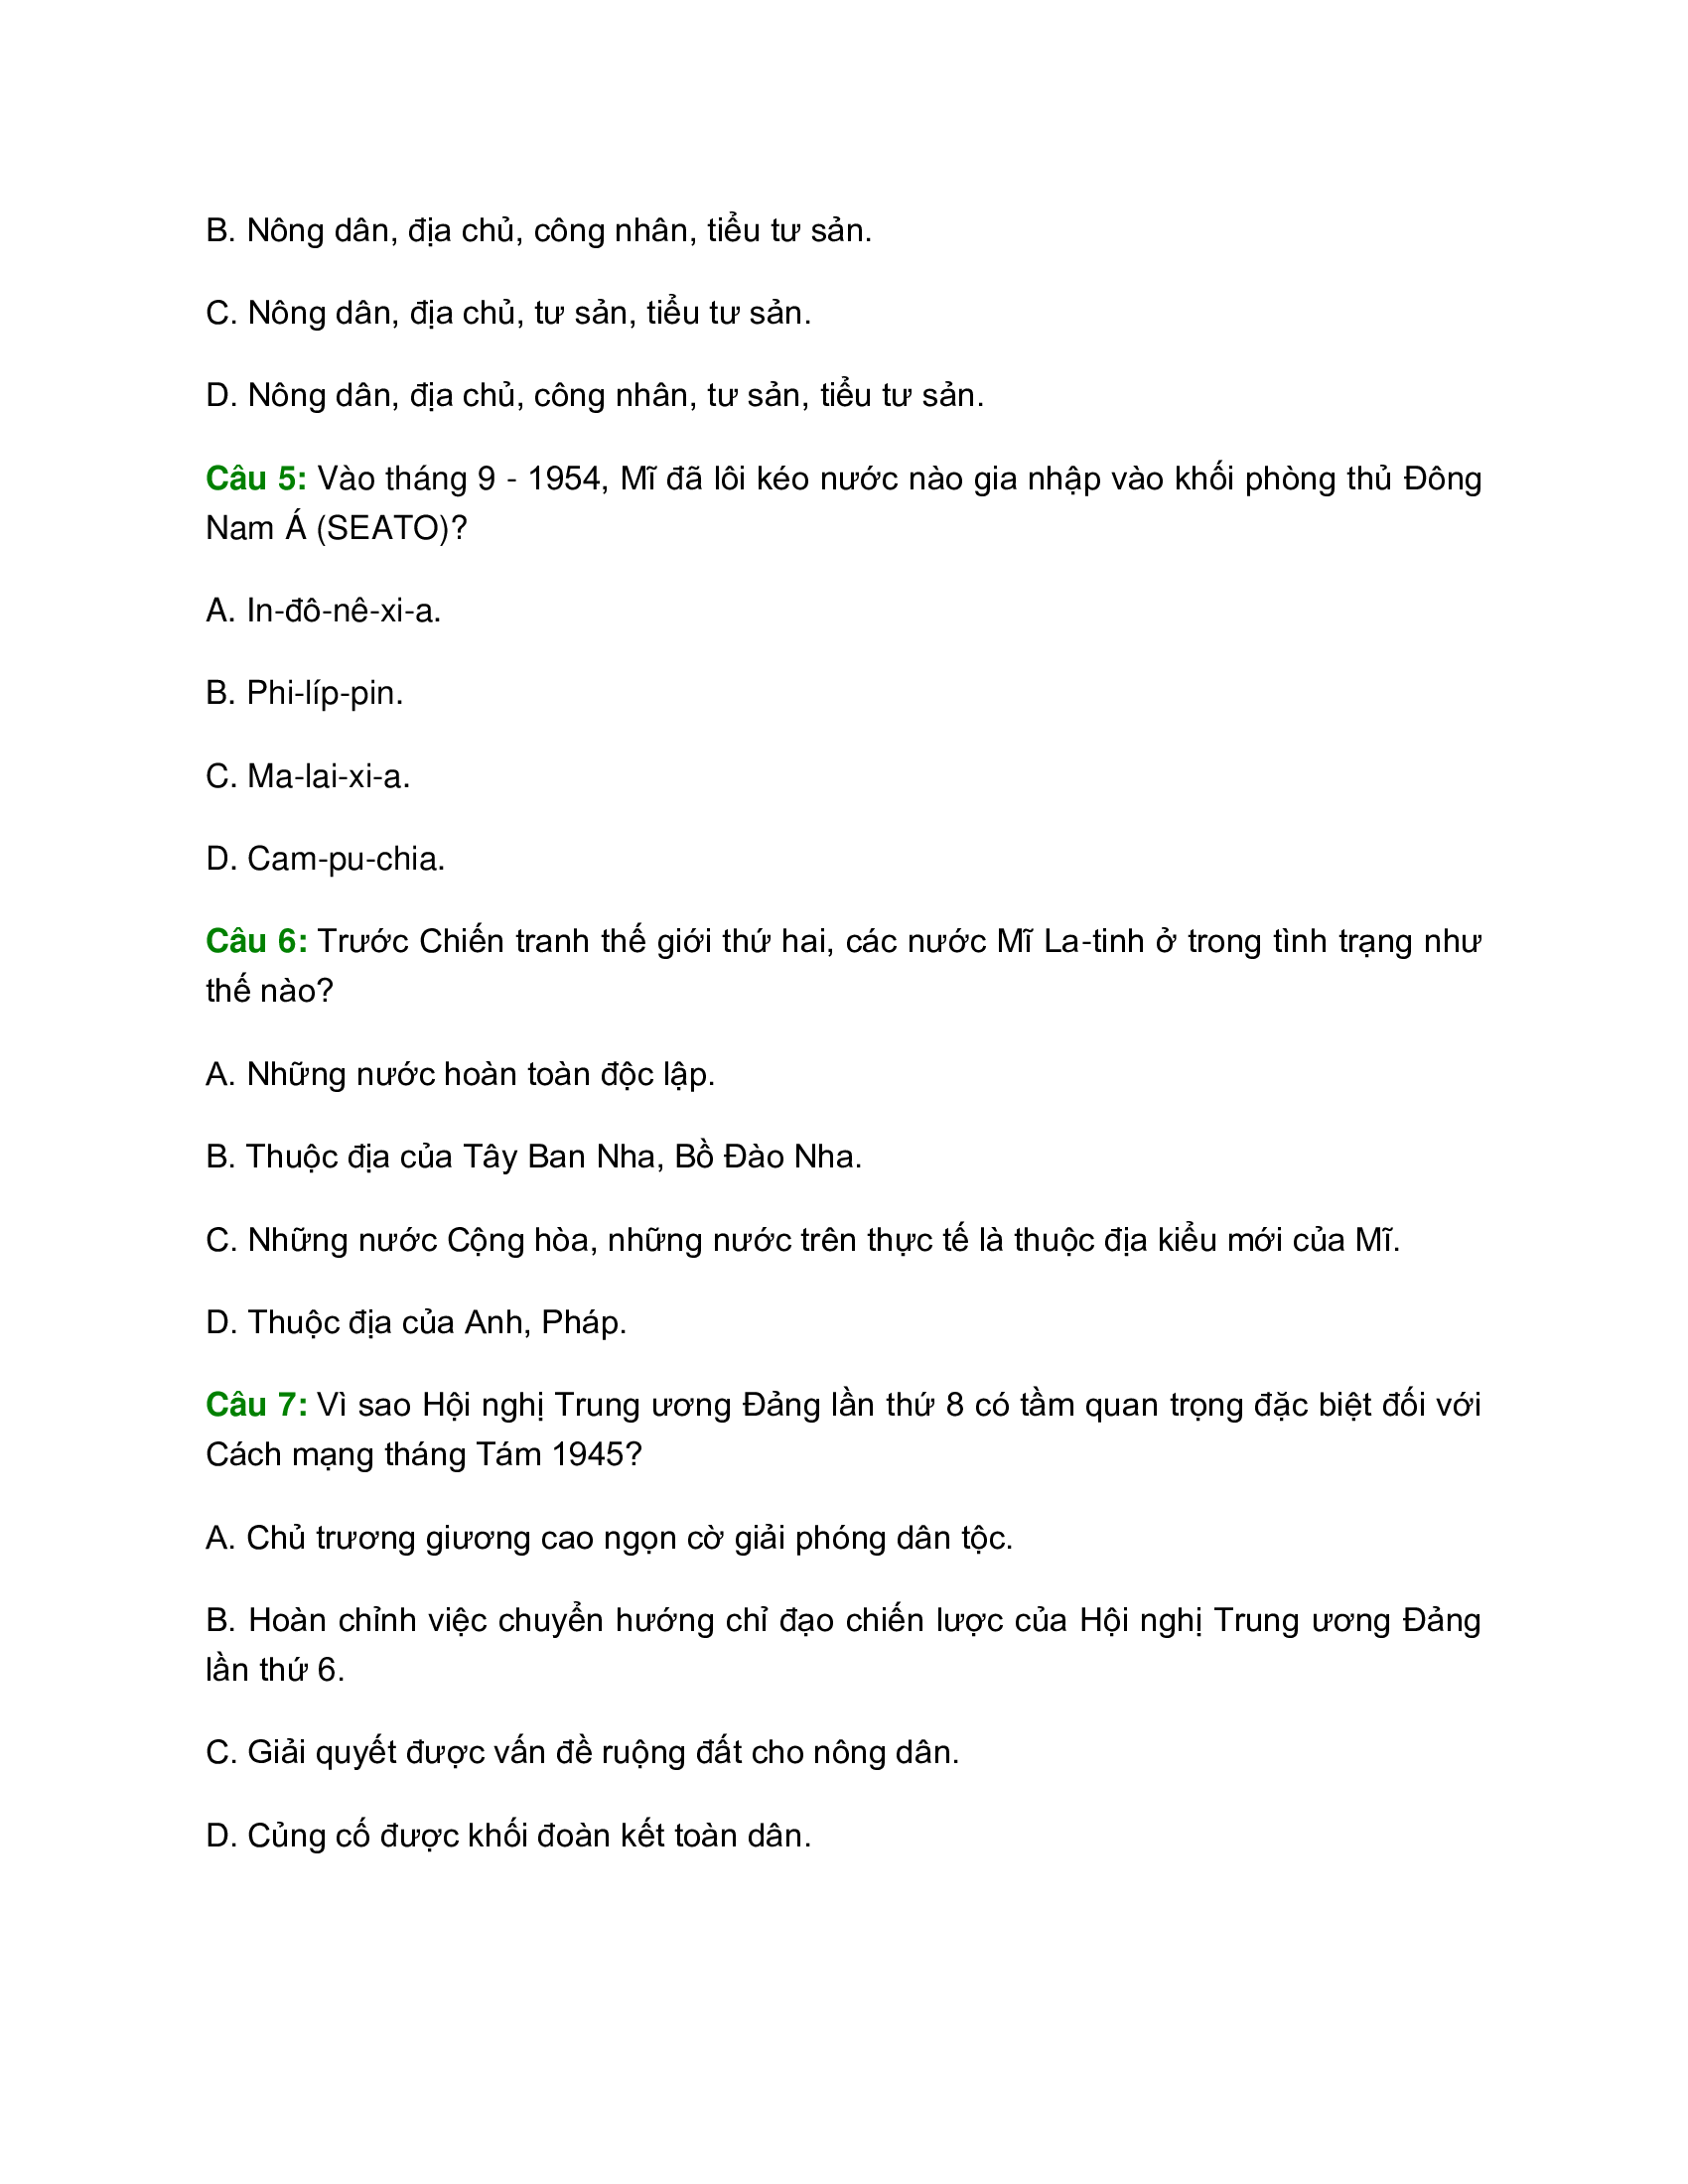 B. Nông dân, địa chủ, công nhân, tiểu tư sản.
C. Nông dân, địa chủ, tư sản, tiểu tư sản.
D. Nông dân, địa chủ, công nhân, tư sản, tiểu tư sản.
Câu 5: Vào tháng 9 - 1954, Mĩ đã lôi kéo nước nào gia nhập vào khối phòng thủ Đông
Nam Á (SEATO)?
A. In-đô-nê-xi-a.
B. Phi-líp-pin.
C. Ma-lai-xi-a.
D. Cam-pu-chia.
Câu 6: Trước Chiến tranh thế giới thứ hai, các nước Mĩ La-tinh ở trong tình trạng như
thế nào?
A. Những nước hoàn toàn độc lập.
B. Thuộc địa của Tây Ban Nha, Bồ Đào Nha.
C. Những nước Cộng hòa, những nước trên thực tế là thuộc địa kiểu mới của Mĩ.
D. Thuộc địa của Anh, Pháp.
Câu 7: Vì sao Hội nghị Trung ương Đảng lần thứ 8 có tầm quan trọng đặc biệt đối với
Cách mạng tháng Tám 1945?
A. Chủ trương giương cao ngọn cờ giải phóng dân tộc.
B. Hoàn chỉnh việc chuyển hướng chỉ đạo chiến lược của Hội nghị Trung ương Đảng
lần thứ 6.
C. Giải quyết được vấn đề ruộng đất cho nông dân.
D. Củng cố được khối đoàn kết toàn dân.